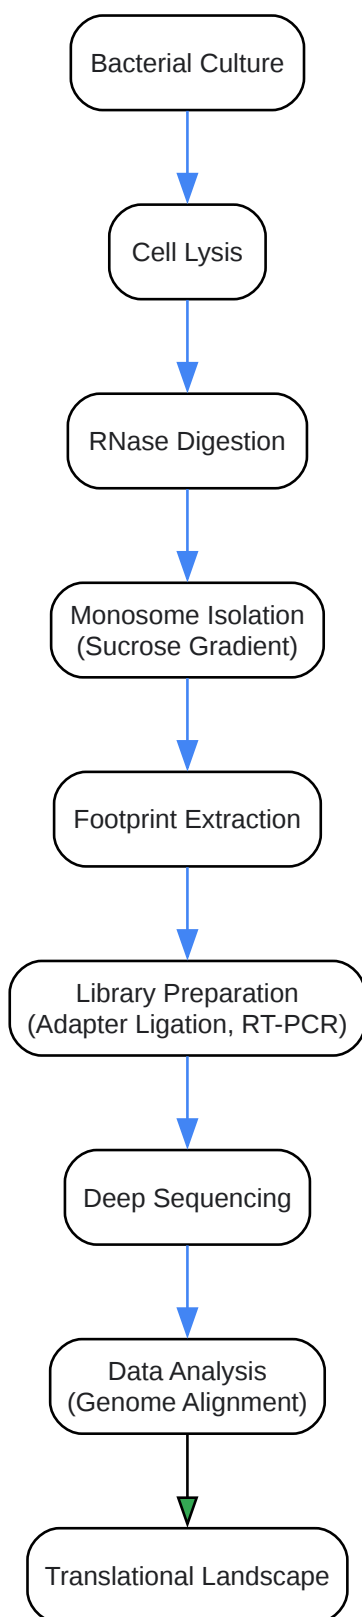 Bacterial Culture
Cell Lysis
RNase Digestion
Monosome Isolation
(Sucrose Gradient)
Footprint Extraction
Library Preparation
(Adapter Ligation, RT-PCR)
Deep Sequencing
Data Analysis
(Genome Alignment)
Translational Landscape